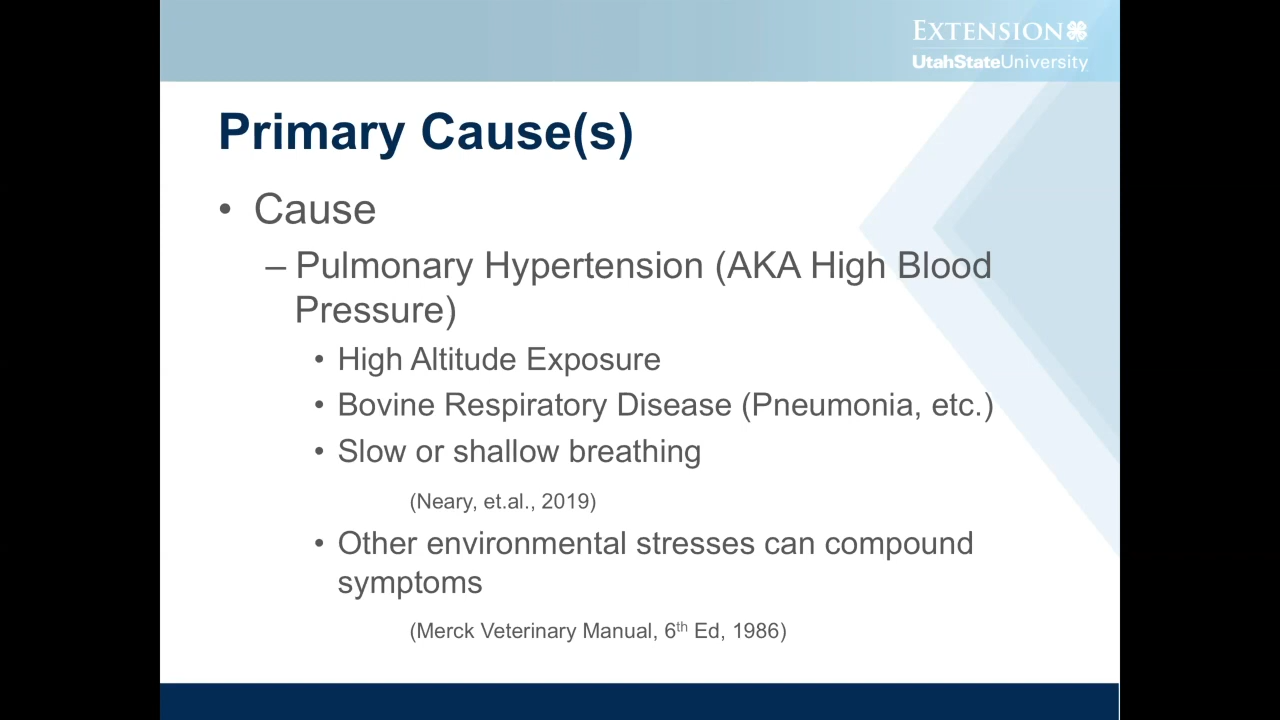 EXTENSION
UtahStateUniversity
Primary Cause(s)
• Cause
– Pulmonary Hypertension (AKA High Blood
Pressure)
• High Altitude Exposure
• Bovine Respiratory Disease (Pneumonia, etc.)
• Slow or shallow breathing
(Neary, et.al., 2019)
• Other environmental stresses can compound
symptoms
(Merck Veterinary Manual, 6th Ed, 1986)